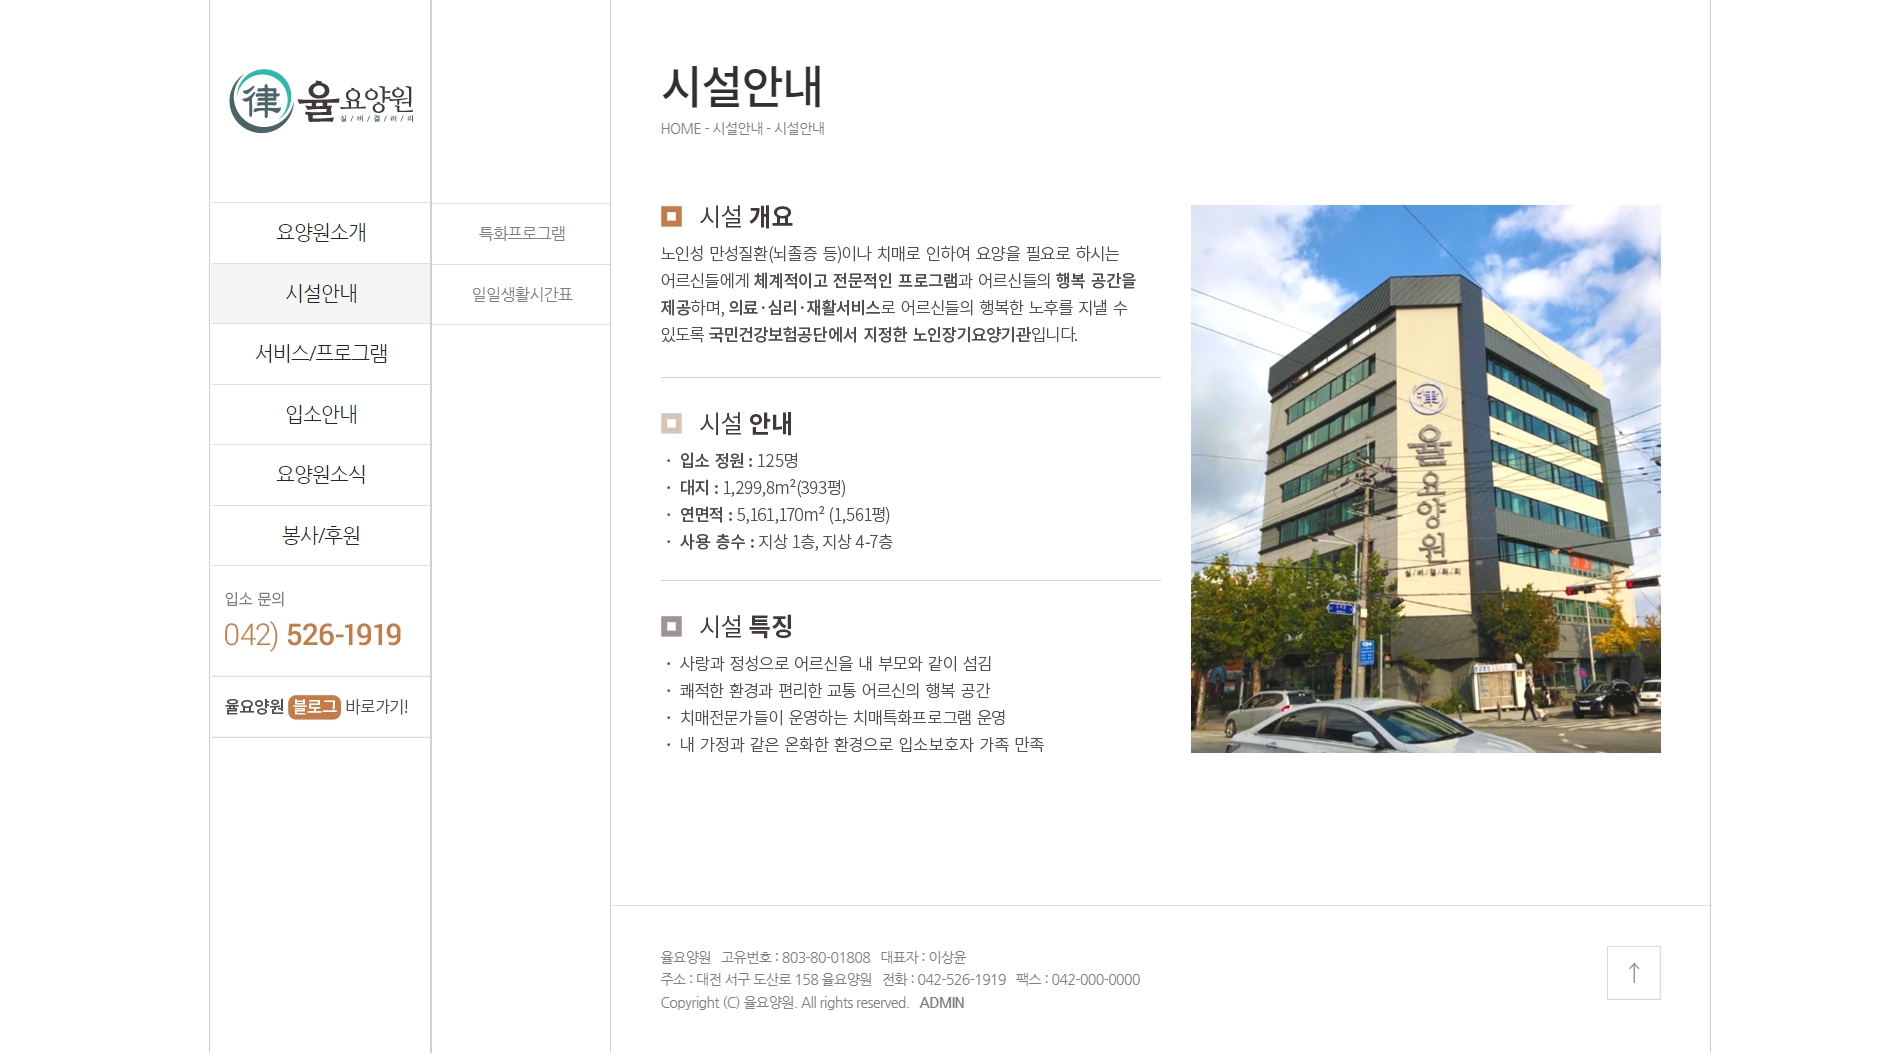 律 율요양원
실/버/갤/러/리
요양원소개
시설안내
서비스/프로그램
입소안내
요양원소식
봉사/후원
입소 문의
042) 526-1919
율요양원 블로그 바로가기!
특화프로그램
일일생활시간표
시설안내
HOME - 시설안내 - 시설안내
시설 개요
노인성 만성질환(뇌졸증 등)이나 치매로 인하여 요양을 필요로 하시는
어르신들에게 체계적이고 전문적인 프로그램과 어르신들의 행복 공간을
제공하며, 의료·심리·재활서비스로 어르신들의 행복한 노후를 지낼 수
있도록 국민건강보험공단에서 지정한 노인장기요양기관입니다.
시설 안내
· 입소 정원 : 125명
· 대지 : 1,299,8m²(393평)
· 연면적 : 5,161,170m² (1,561평)
· 사용 층수 : 지상 1층, 지상 4-7층
시설 특징
· 사랑과 정성으로 어르신을 내 부모와 같이 섬김
· 쾌적한 환경과 편리한 교통 어르신의 행복 공간
· 치매전문가들이 운영하는 치매특화프로그램 운영
· 내 가정과 같은 온화한 환경으로 입소보호자 가족 만족
律
율요양원
실/버/갤/러/리
율요양원 고유번호 : 803-80-01808 대표자 : 이상윤
주소 : 대전 서구 도산로 158 율요양원 전화 : 042-526-1919 팩스 : 042-000-0000
Copyright (C) 율요양원. All rights reserved. ADMIN
↑